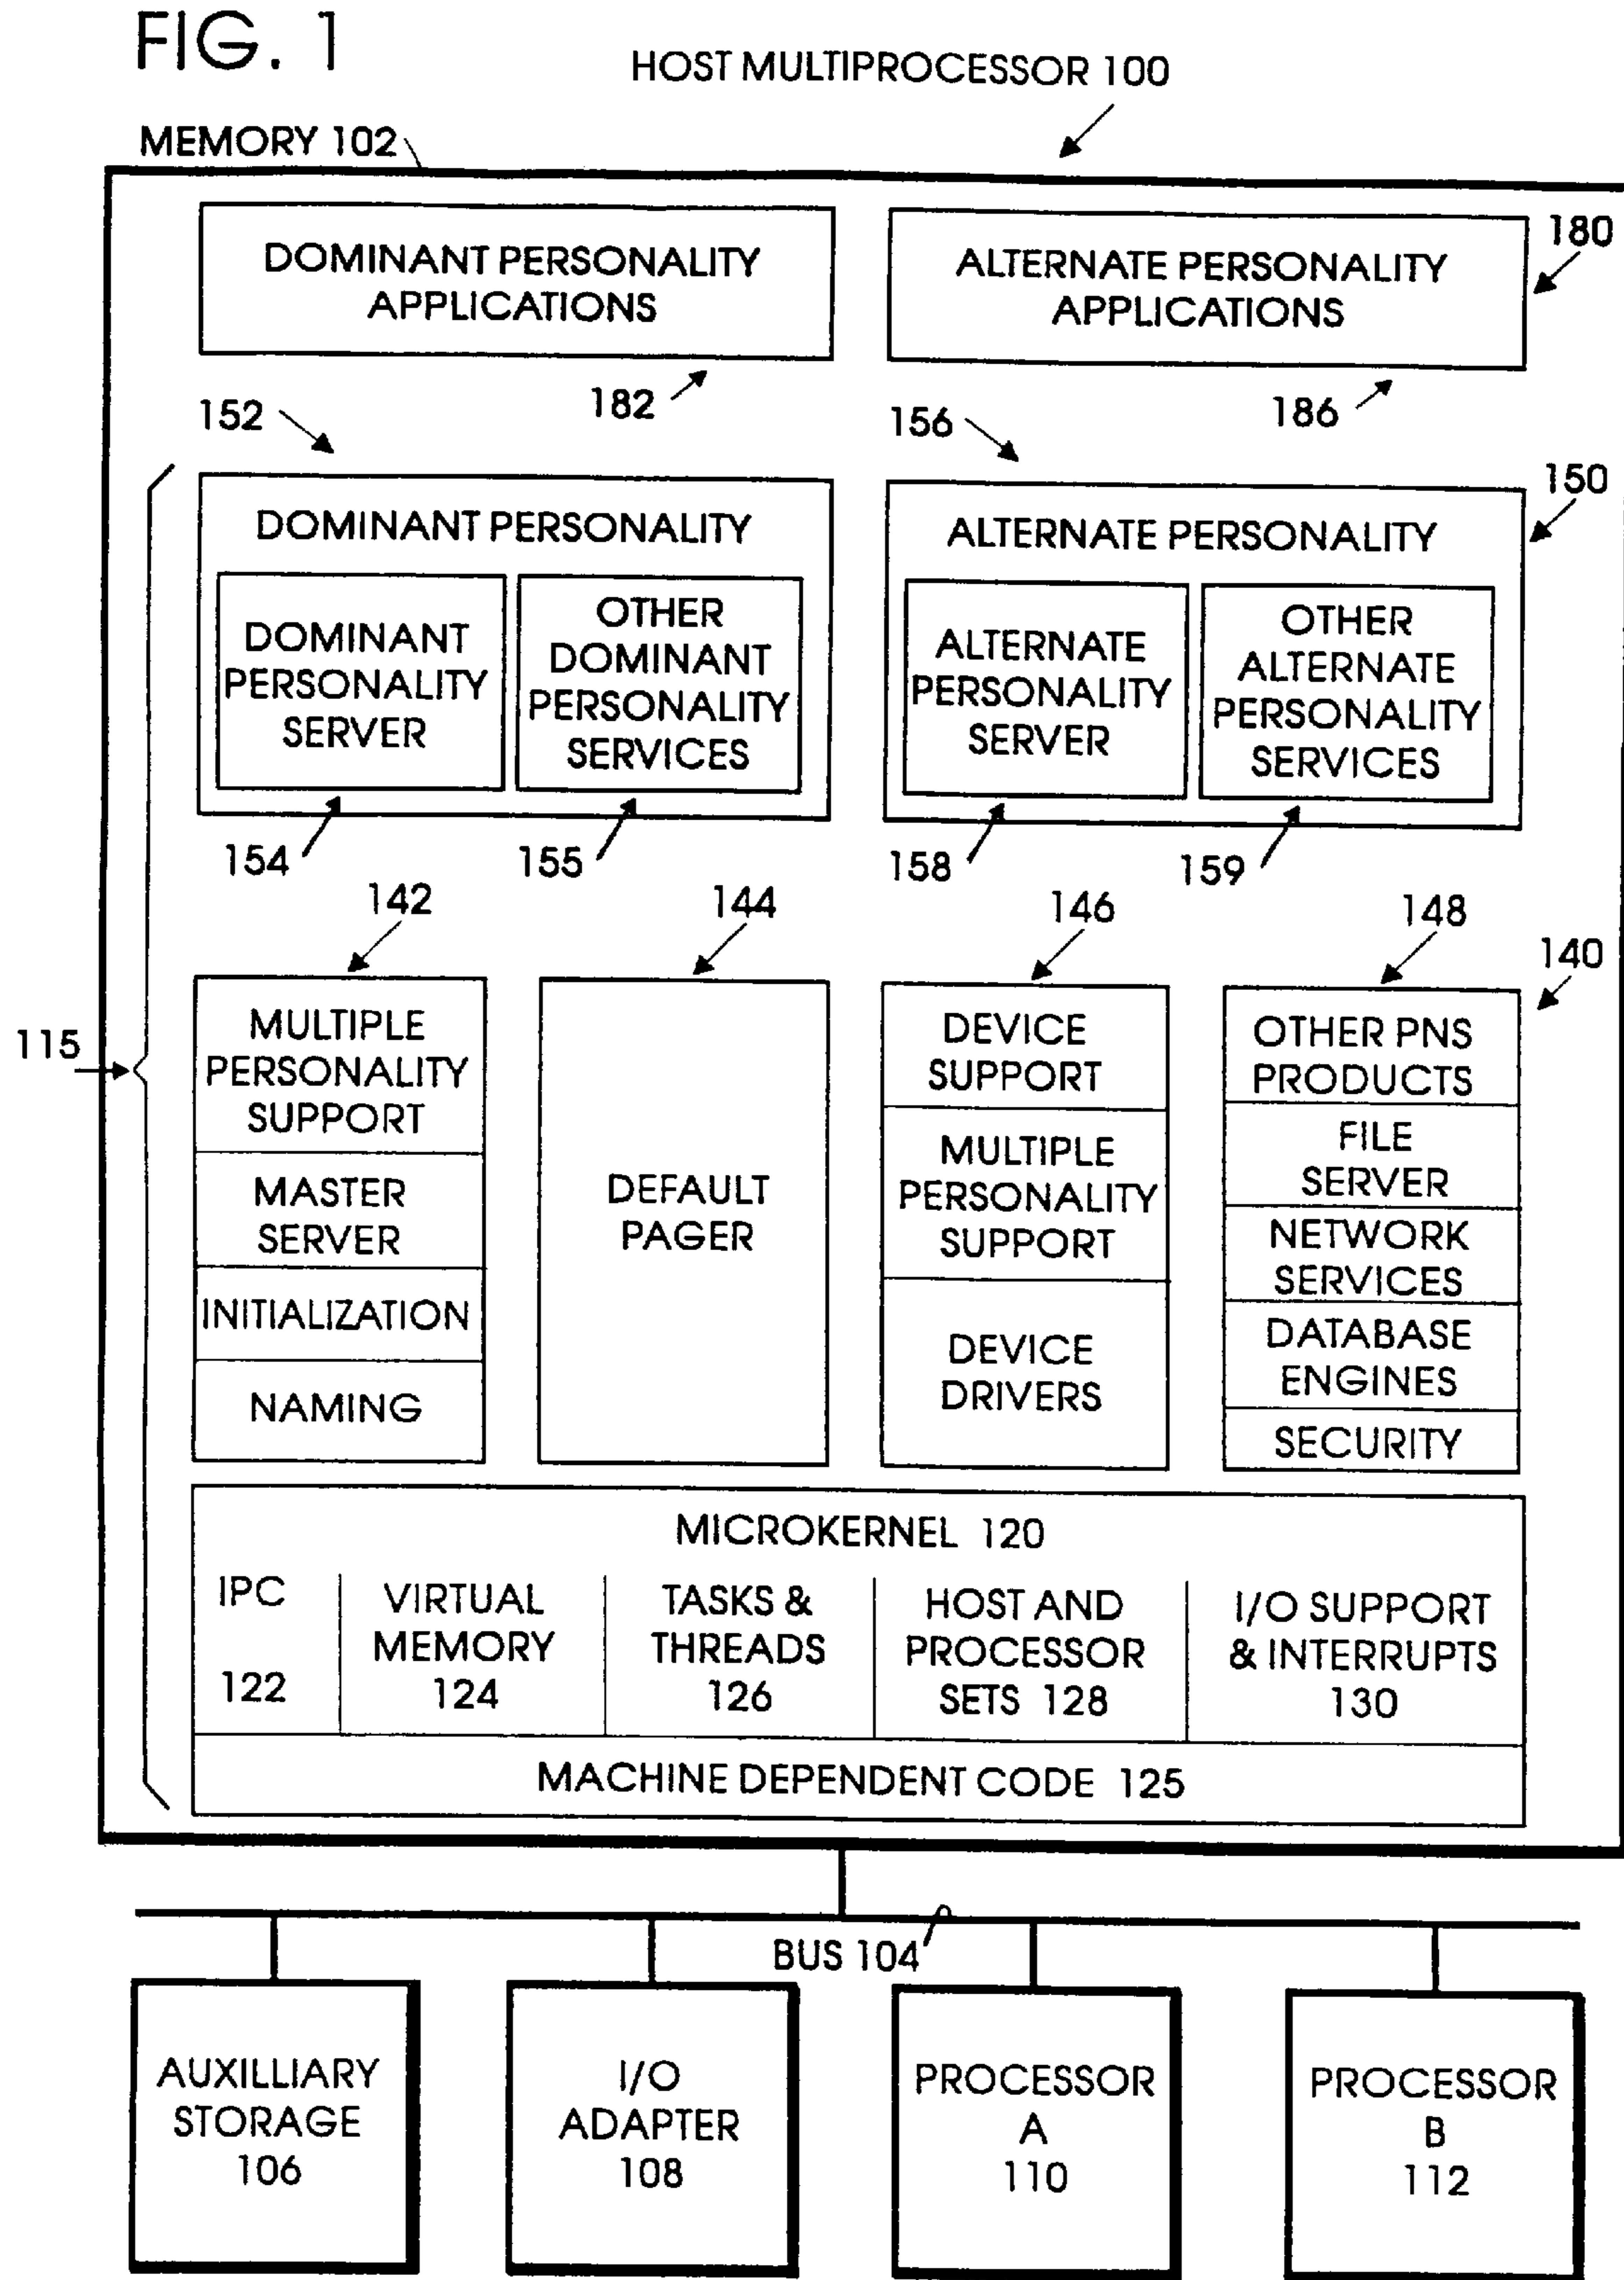 FIG. 1
HOST MULTIPROCESSOR 100
MEMORY 102
DOMINANT PERSONALITY
APPLICATIONS
ALTERNATE PERSONALITY
APPLICATIONS
180
182
186
152
156
150
DOMINANT PERSONALITY
DOMINANT
PERSONALITY
SERVER
OTHER
DOMINANT
PERSONALITY
SERVICES
ALTERNATE PERSONALITY
ALTERNATE
PERSONALITY
SERVER
OTHER
ALTERNATE
PERSONALITY
SERVICES
154
155
158
159
142
144
146
148
140
115
MULTIPLE
PERSONALITY
SUPPORT
MASTER
SERVER
INITIALIZATION
NAMING
DEFAULT
PAGER
DEVICE
SUPPORT
MULTIPLE
PERSONALITY
SUPPORT
DEVICE
DRIVERS
OTHER PNS
PRODUCTS
FILE
SERVER
NETWORK
SERVICES
DATABASE
ENGINES
SECURITY
MICROKERNEL 120
IPC
122
VIRTUAL
MEMORY
124
TASKS &
THREADS
126
HOST AND
PROCESSOR
SETS 128
I/O SUPPORT
& INTERRUPTS
130
MACHINE DEPENDENT CODE 125
BUS 104
AUXILLIARY
STORAGE
106
I/O
ADAPTER
108
PROCESSOR
A
110
PROCESSOR
B
112